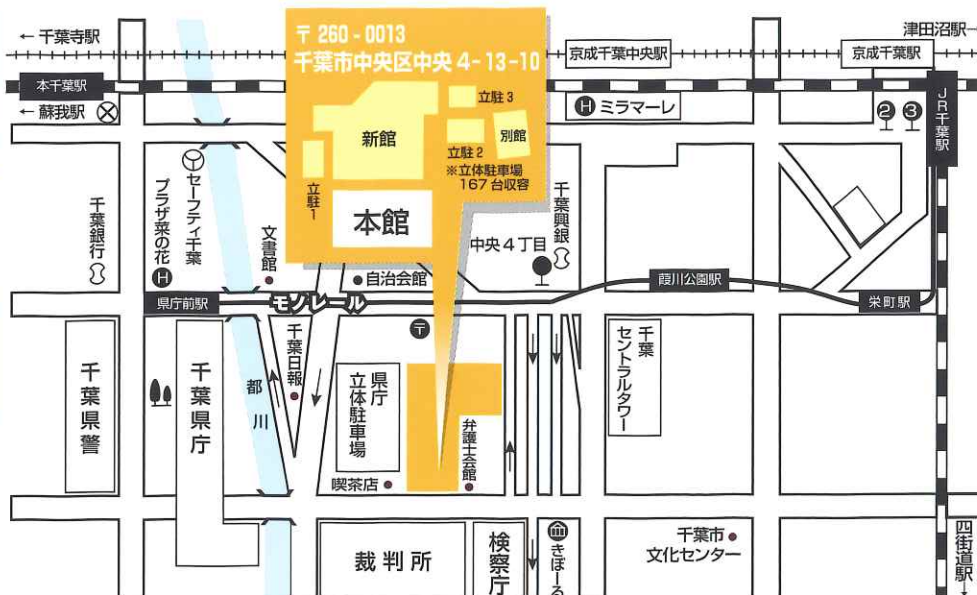 ← 千葉寺駅
津田沼駅→
〒260-0013
千葉市中央区中央4-13-10
京成千葉中央駅
京成千葉駅
本千葉駅
← 蘇我駅
JR千葉駅
H ミラマーレ
2
3
新館
立駐3
立駐2
別館
※立体駐車場
167台収容
立駐1
本館
千葉銀行
プラザ菜の花
H
セーフティ千葉
文書館
自治会館
中央4丁目
千葉興銀
県庁前駅
モノレール
葭川公園駅
栄町駅
〒
千葉県警
千葉県庁
都川
千葉日報
県庁
立体駐車場
弁護士会館
喫茶店
千葉
セントラルタワー
裁判所
検察庁
きぼーる
千葉市
文化センター
四街道駅→